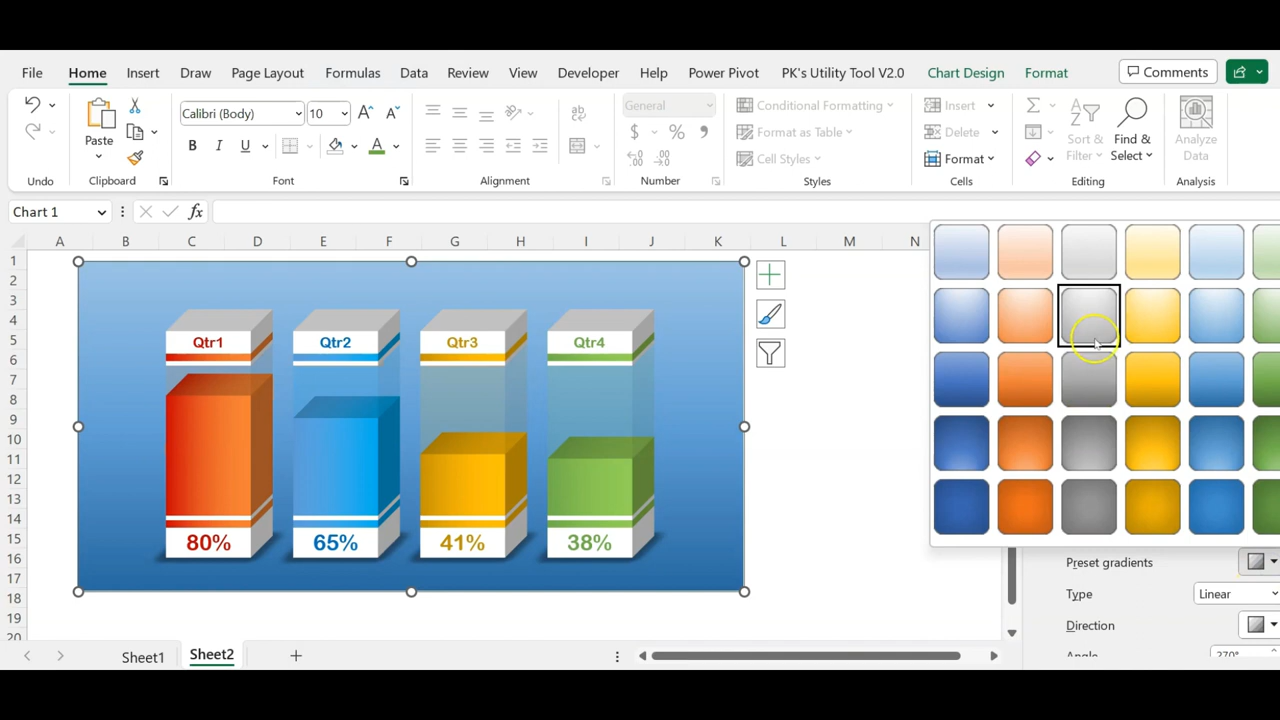 File Home Insert Draw Page Layout Formulas Data Review View Developer Help Power Pivot PK's Utility Tool V2.0 Chart Design Format Comments
Calibri (Body) 10 General Conditional Formatting Insert
Paste Format as Table Delete Sort & Find & Analyze
B I U A $ % Cell Styles Format Filter Select Data
Undo Clipboard Font Alignment Number Styles Cells Editing Analysis
Chart 1 fx
A B C D E F G H I J K L M N
1
2
3
4
5
6
7
8
9
10
11
12
13
14
15
16
17
18
19
20
Qtr1 Qtr2 Qtr3 Qtr4
80% 65% 41% 38%
Preset gradients
Type Linear
Direction
Angle 270°
Sheet1 Sheet2